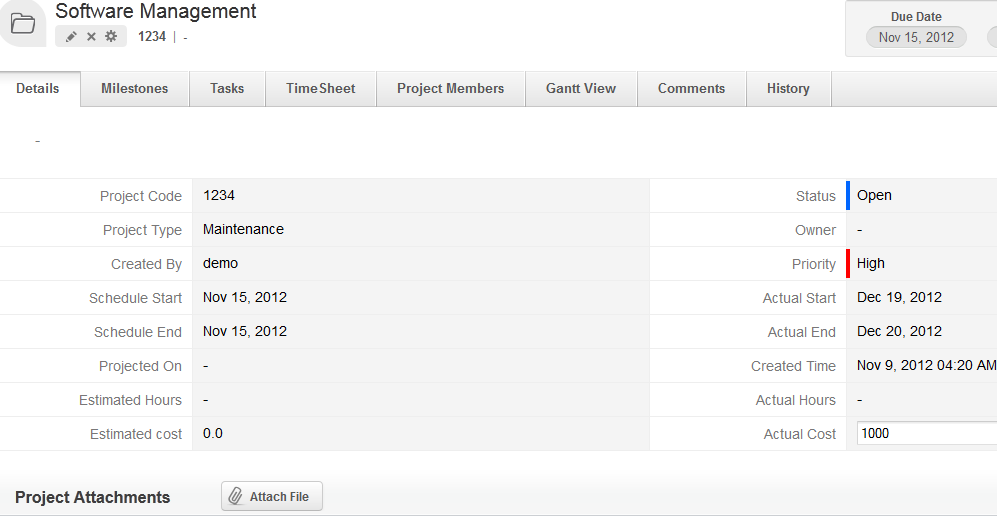 Software Management
1234 | -
Due Date
Nov 15, 2012
Details Milestones Tasks TimeSheet Project Members Gantt View Comments History
-
Project Code 1234 Status Open
Project Type Maintenance Owner -
Created By demo Priority High
Schedule Start Nov 15, 2012 Actual Start Dec 19, 2012
Schedule End Nov 15, 2012 Actual End Dec 20, 2012
Projected On - Created Time Nov 9, 2012 04:20 AM
Estimated Hours - Actual Hours -
Estimated cost 0.0 Actual Cost 1000
Project Attachments Attach File